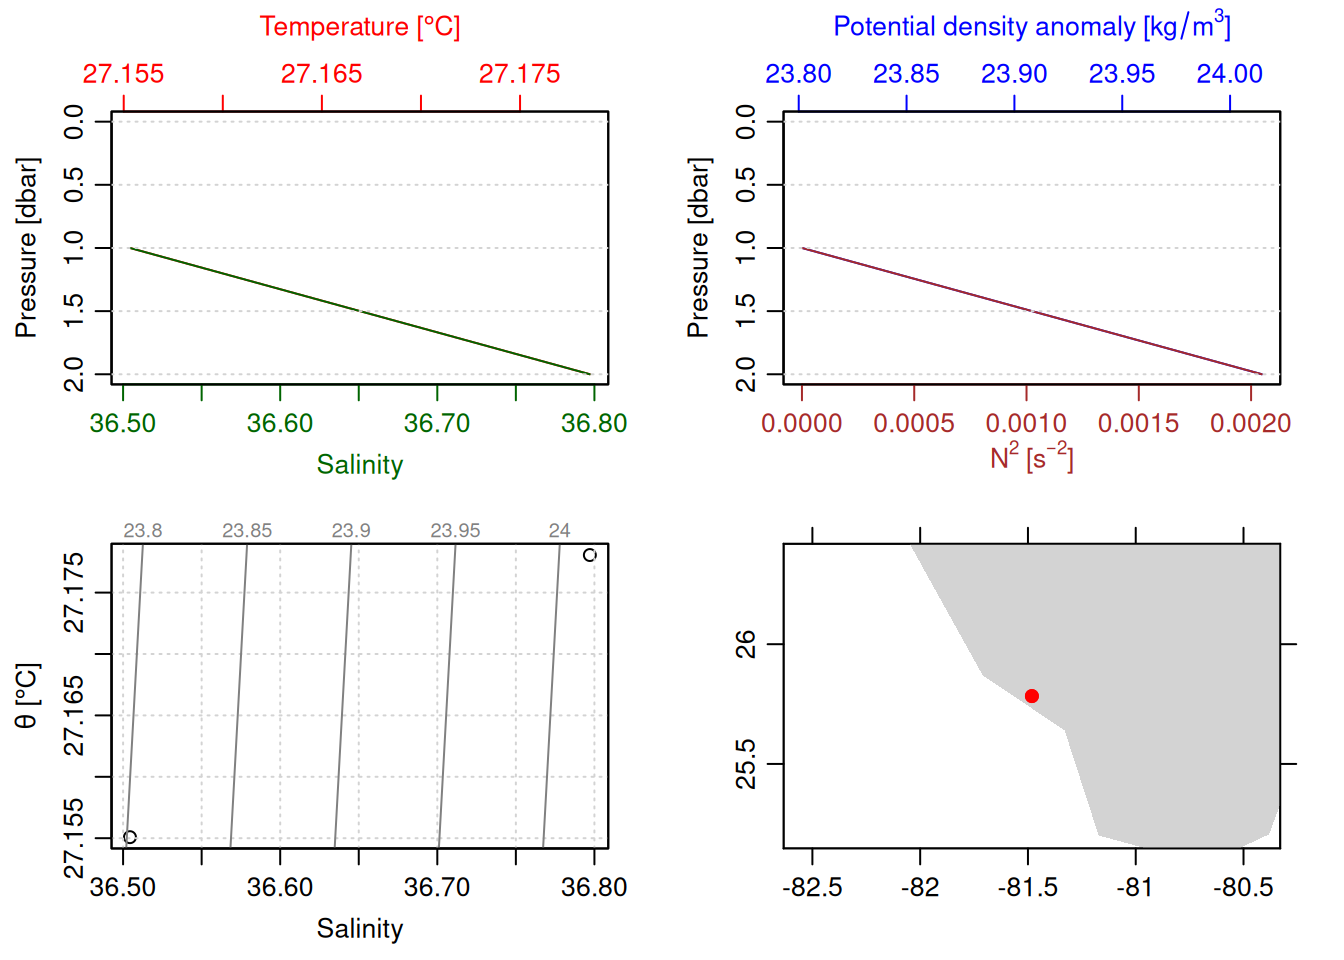 Temperature [°C]
27.155 27.165 27.175
Pressure [dbar]
0.0 0.5 1.0 1.5 2.0
36.50 36.60 36.70 36.80
Salinity
Potential density anomaly [kg/m³]
23.80 23.85 23.90 23.95 24.00
Pressure [dbar]
0.0 0.5 1.0 1.5 2.0
0.0000 0.0005 0.0010 0.0015 0.0020
N² [s⁻²]
23.8 23.85 23.9 23.95 24
θ [°C]
27.155 27.165 27.175
36.50 36.60 36.70 36.80
Salinity
26
25.5
-82.5 -82 -81.5 -81 -80.5